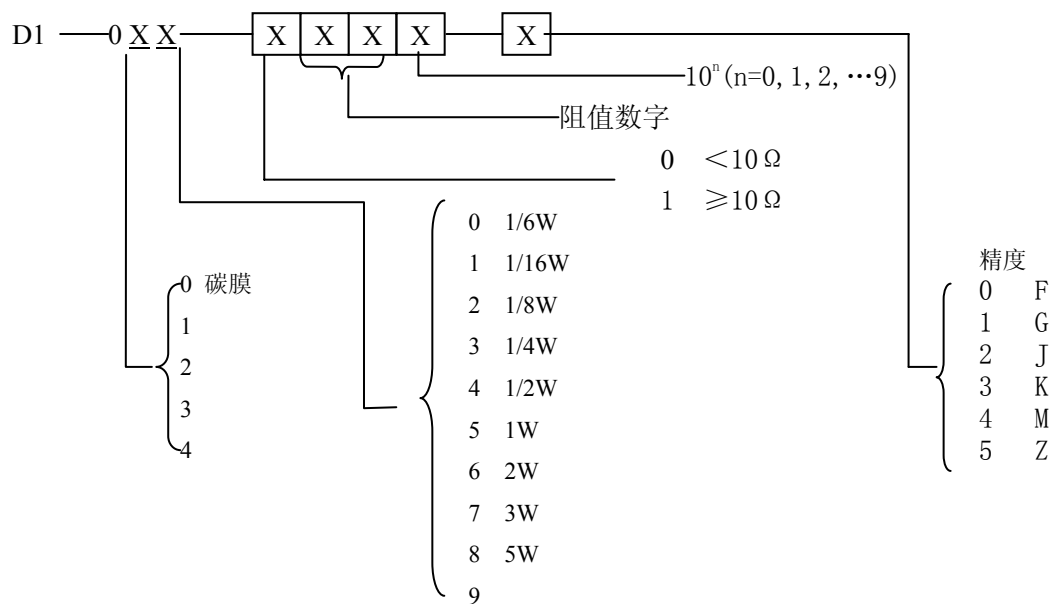 D1 0 X X X X X X X
10ⁿ(n=0, 1, 2, …9)
阻值数字
0 ＜10Ω
1 ≥10Ω
0 1/6W
1 1/16W
2 1/8W
3 1/4W
4 1/2W
5 1W
6 2W
7 3W
8 5W
9
0 碳膜
1
2
3
4
精度
0 F
1 G
2 J
3 K
4 M
5 Z